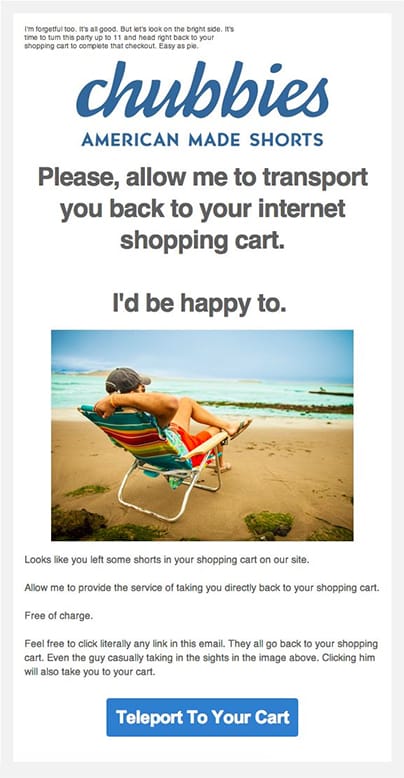 I'm forgetful too. It's all good. But let's look on the bright side. It's
time to turn this party up to 11 and head right back to your
shopping cart to complete that checkout. Easy as pie.
chubbies
AMERICAN MADE SHORTS
Please, allow me to transport
you back to your internet
shopping cart.
I'd be happy to.
Looks like you left some shorts in your shopping cart on our site.
Allow me to provide the service of taking you directly back to your shopping cart.
Free of charge.
Feel free to click literally any link in this email. They all go back to your shopping
cart. Even the guy casually taking in the sights in the image above. Clicking him
will also take you to your cart.
Teleport To Your Cart